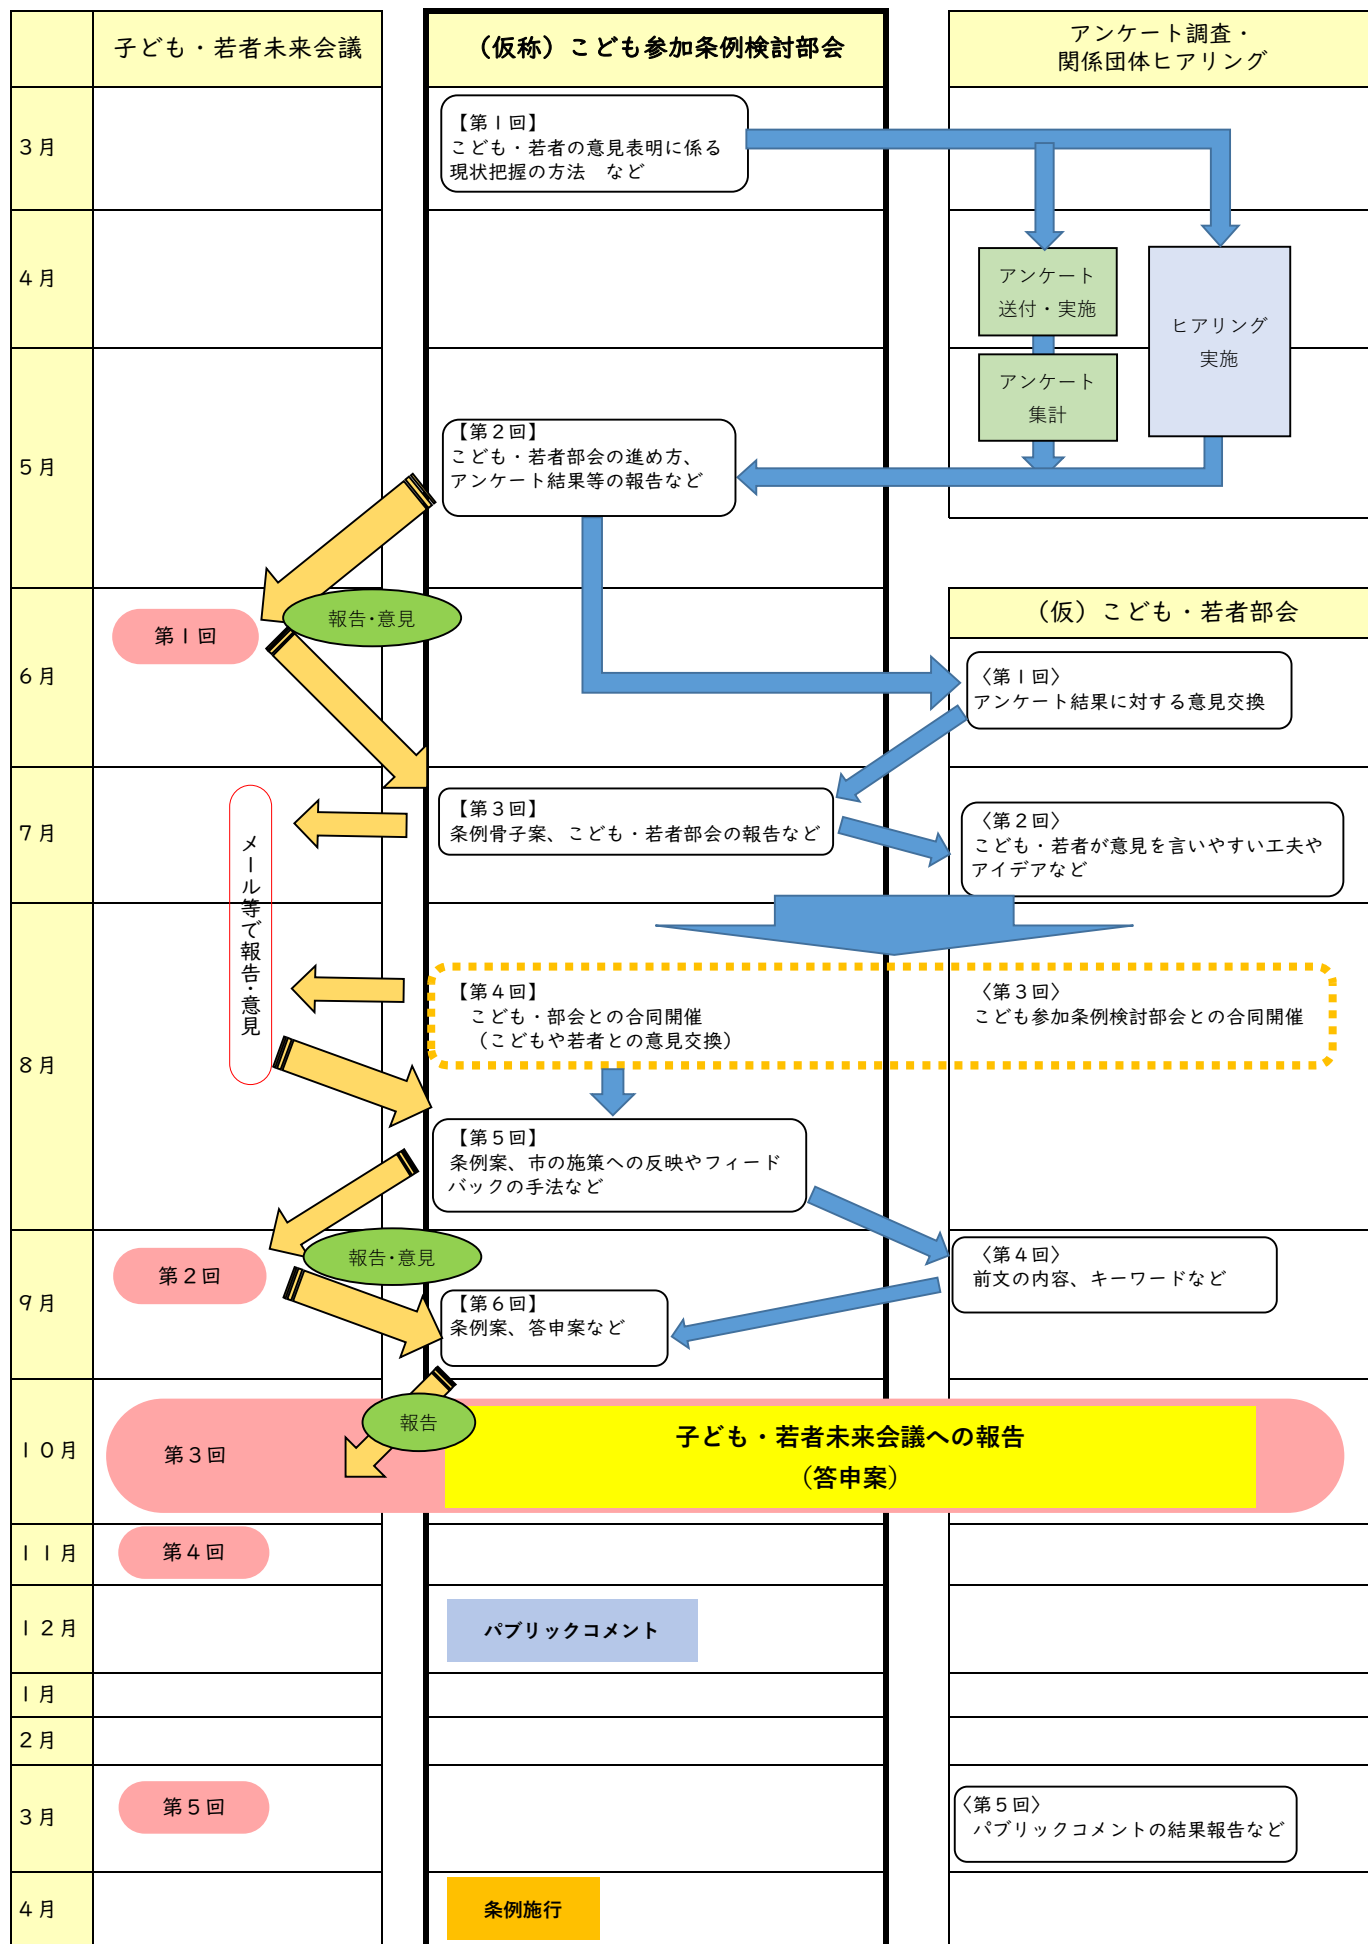 子ども・若者未来会議
（仮称）こども参加条例検討部会
アンケート調査・
関係団体ヒアリング
３月
【第１回】
こども・若者の意見表明に係る
現状把握の方法　など
４月
アンケート
送付・実施
ヒアリング
実施
５月
アンケート
集計
【第２回】
こども・若者部会の進め方、
アンケート結果等の報告など
６月
第１回
報告・意見
（仮）こども・若者部会
〈第１回〉
アンケート結果に対する意見交換
７月
メール等で報告・意見
【第３回】
条例骨子案、こども・若者部会の報告など
〈第２回〉
こども・若者が意見を言いやすい工夫や
アイデアなど
８月
【第４回】
こども・部会との合同開催
（こどもや若者との意見交換）
〈第３回〉
こども参加条例検討部会との合同開催
【第５回】
条例案、市の施策への反映やフィード
バックの手法など
９月
第２回
報告・意見
【第６回】
条例案、答申案など
〈第４回〉
前文の内容、キーワードなど
１０月
第３回
報告
子ども・若者未来会議への報告
（答申案）
１１月
第４回
１２月
パブリックコメント
１月
２月
３月
第５回
〈第５回〉
パブリックコメントの結果報告など
４月
条例施行